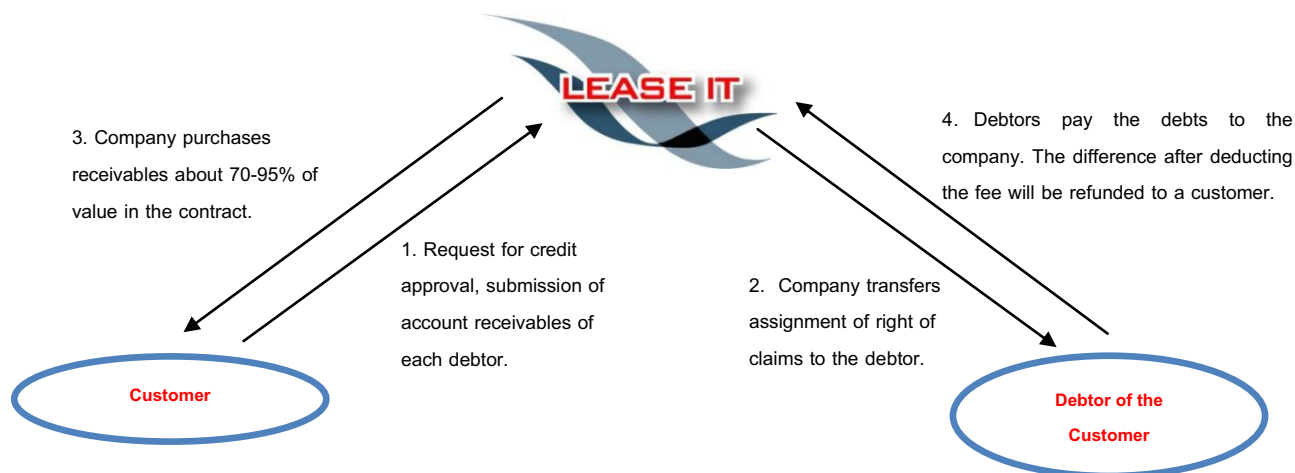 LEASE IT
3. Company purchases
receivables about 70-95% of
value in the contract.
4. Debtors pay the debts to the
company. The difference after deducting
the fee will be refunded to a customer.
1. Request for credit
approval, submission of
account receivables of
each debtor.
2. Company transfers
assignment of right of
claims to the debtor.
Customer
Debtor of the
Customer